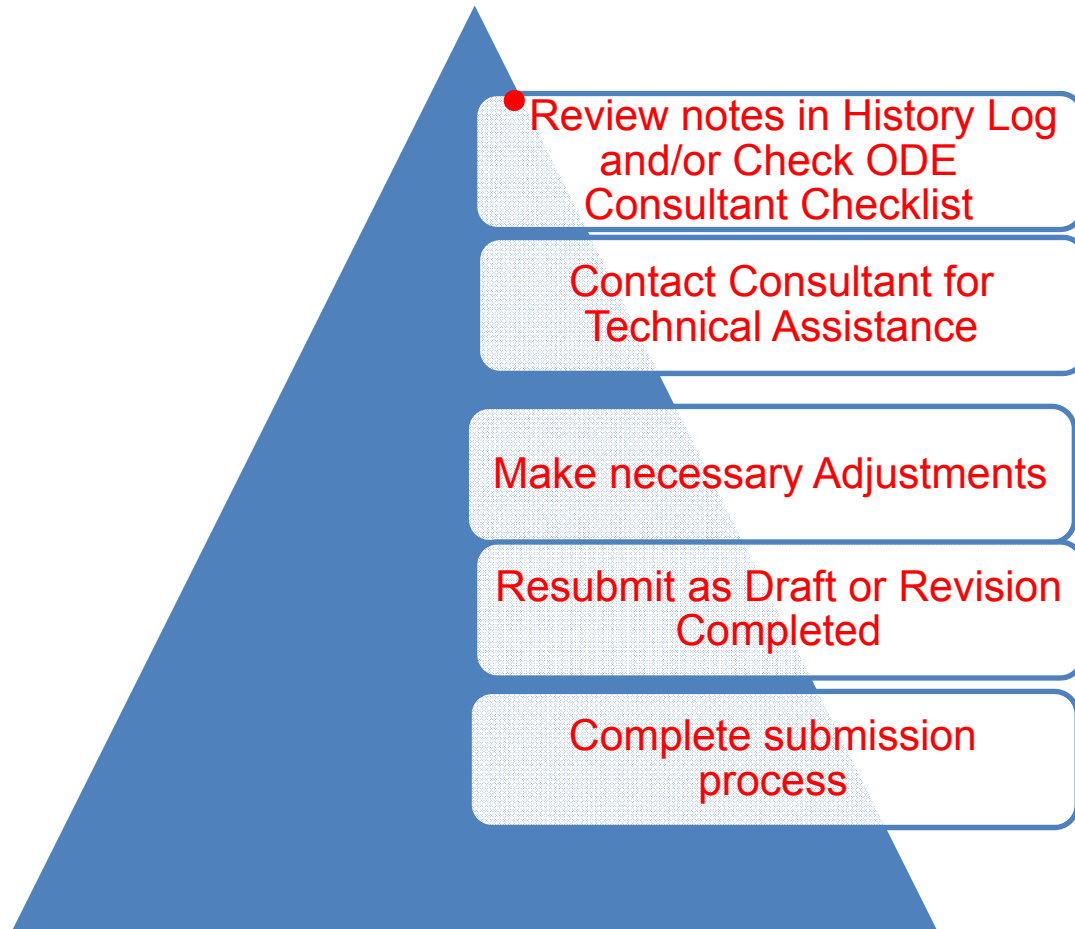 Review notes in History Log
and/or Check ODE
Consultant Checklist
Contact Consultant for
Technical Assistance
Make necessary Adjustments
Resubmit as Draft or Revision
Completed
Complete submission
process